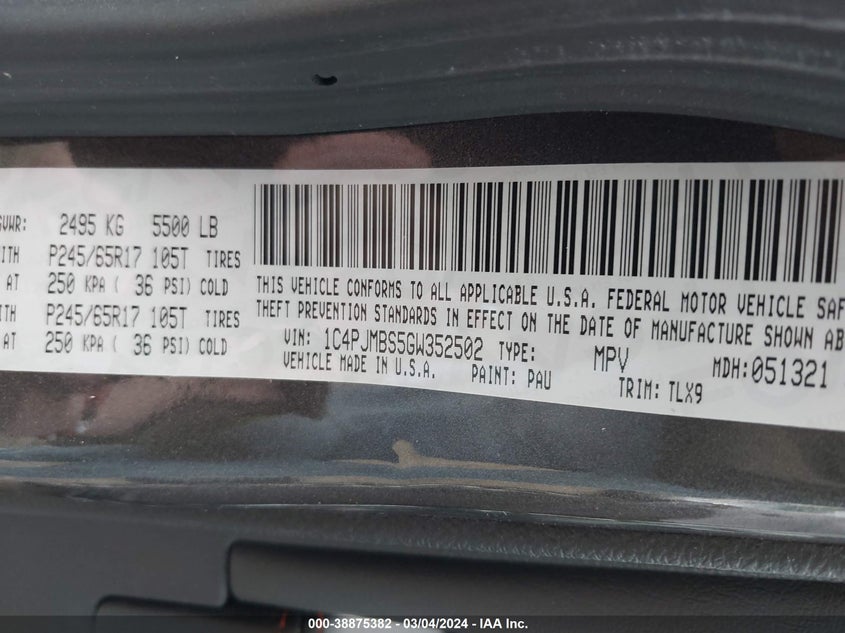 GVWR: 2495 KG 5500 LB
WITH P245/65R17 105T TIRES
AT 250 KPA ( 36 PSI) COLD
WITH P245/65R17 105T TIRES
AT 250 KPA ( 36 PSI) COLD
THIS VEHICLE CONFORMS TO ALL APPLICABLE U.S.A. FEDERAL MOTOR VEHICLE SAF
THEFT PREVENTION STANDARDS IN EFFECT ON THE DATE OF MANUFACTURE SHOWN AB
VIN: 1C4PJMBS5GW352502 TYPE: MPV MDH:051321
VEHICLE MADE IN U.S.A. PAINT: PAU TRIM: TLX9
000-38875382 - 03/04/2024 - IAA Inc.